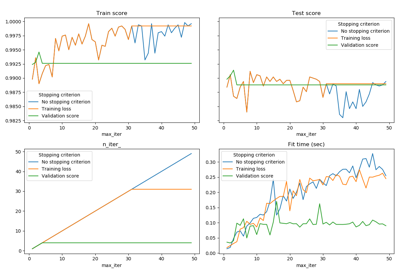 Train score
Test score
1.0000
0.9975
0.9950
0.9925
0.9900
0.9875
0.9850
0.9825
Stopping criterion
No stopping criterion
Training loss
Validation score
Stopping criterion
No stopping criterion
Training loss
Validation score
0 10 20 30 40 50
max_iter
0 10 20 30 40 50
max_iter
n_iter_
Fit time (sec)
50
40
30
20
10
0
Stopping criterion
No stopping criterion
Training loss
Validation score
0.30
0.25
0.20
0.15
0.10
0.05
0.00
Stopping criterion
No stopping criterion
Training loss
Validation score
0 10 20 30 40 50
max_iter
0 10 20 30 40 50
max_iter